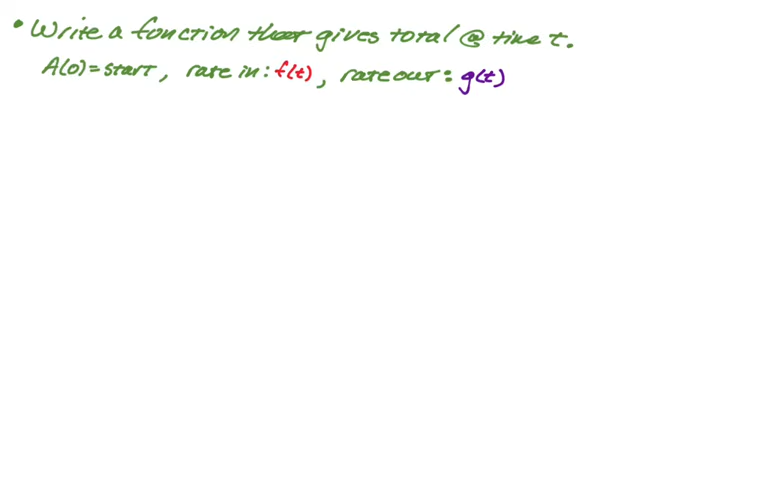 • Write a function that gives total @ time t.
A(0)=start, rate in: f(t), rate out: g(t)